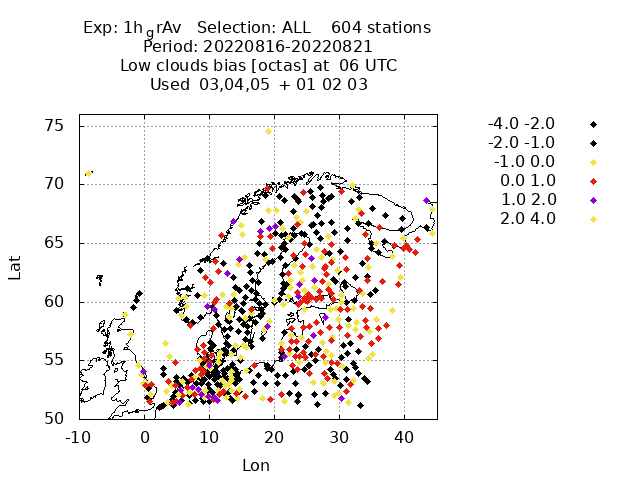 Exp: 1h_grAv   Selection: ALL    604 stations
Period: 20220816-20220821
Low clouds bias [octas] at  06 UTC
Used  03,04,05  + 01 02 03
-4.0 -2.0
-2.0 -1.0
-1.0 0.0
0.0 1.0
1.0 2.0
2.0 4.0
75
70
65
60
55
50
Lat
-10 0 10 20 30 40
Lon